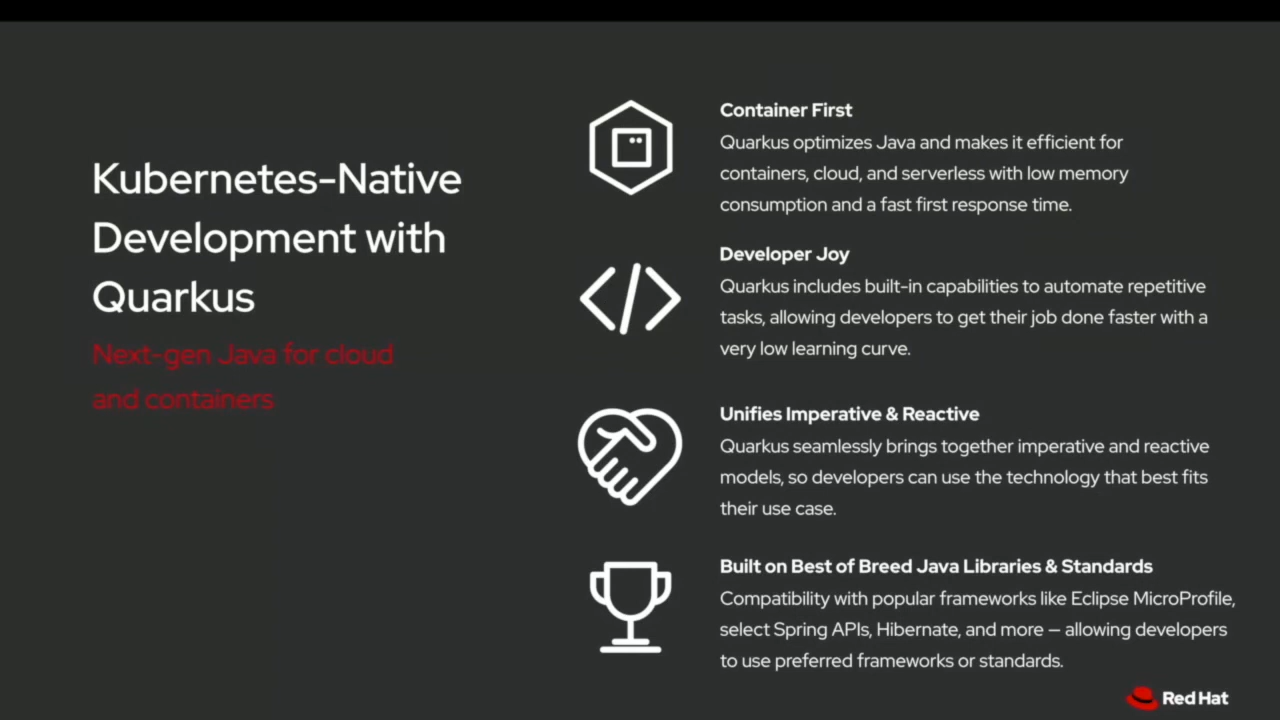 Kubernetes-Native
Development with
Quarkus
Next-gen Java for cloud
and containers
Container First
Quarkus optimizes Java and makes it efficient for
containers, cloud, and serverless with low memory
consumption and a fast first response time.
Developer Joy
Quarkus includes built-in capabilities to automate repetitive
tasks, allowing developers to get their job done faster with a
very low learning curve.
Unifies Imperative & Reactive
Quarkus seamlessly brings together imperative and reactive
models, so developers can use the technology that best fits
their use case.
Built on Best of Breed Java Libraries & Standards
Compatibility with popular frameworks like Eclipse MicroProfile,
select Spring APIs, Hibernate, and more — allowing developers
to use preferred frameworks or standards.
Red Hat